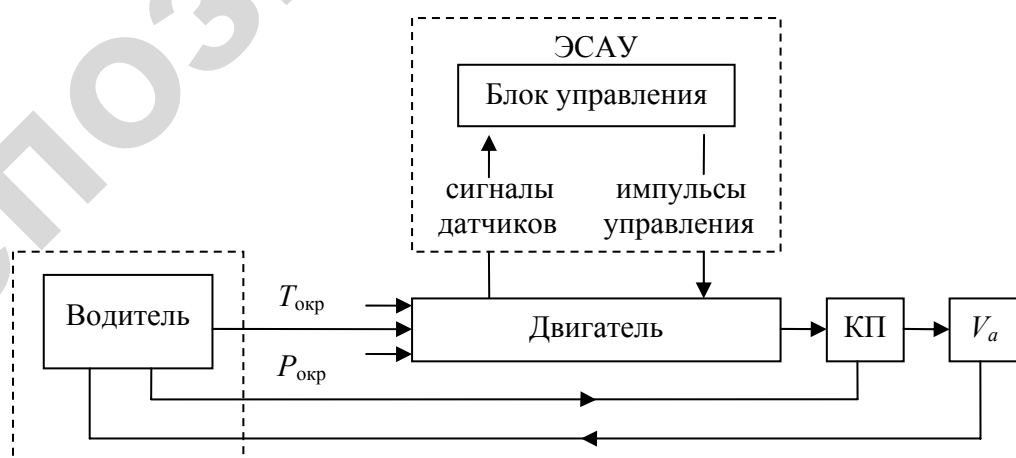 ЭСАУ
Блок управления
сигналы
датчиков
импульсы
управления
Водитель
Tокр
Pокр
Двигатель
КП
Va